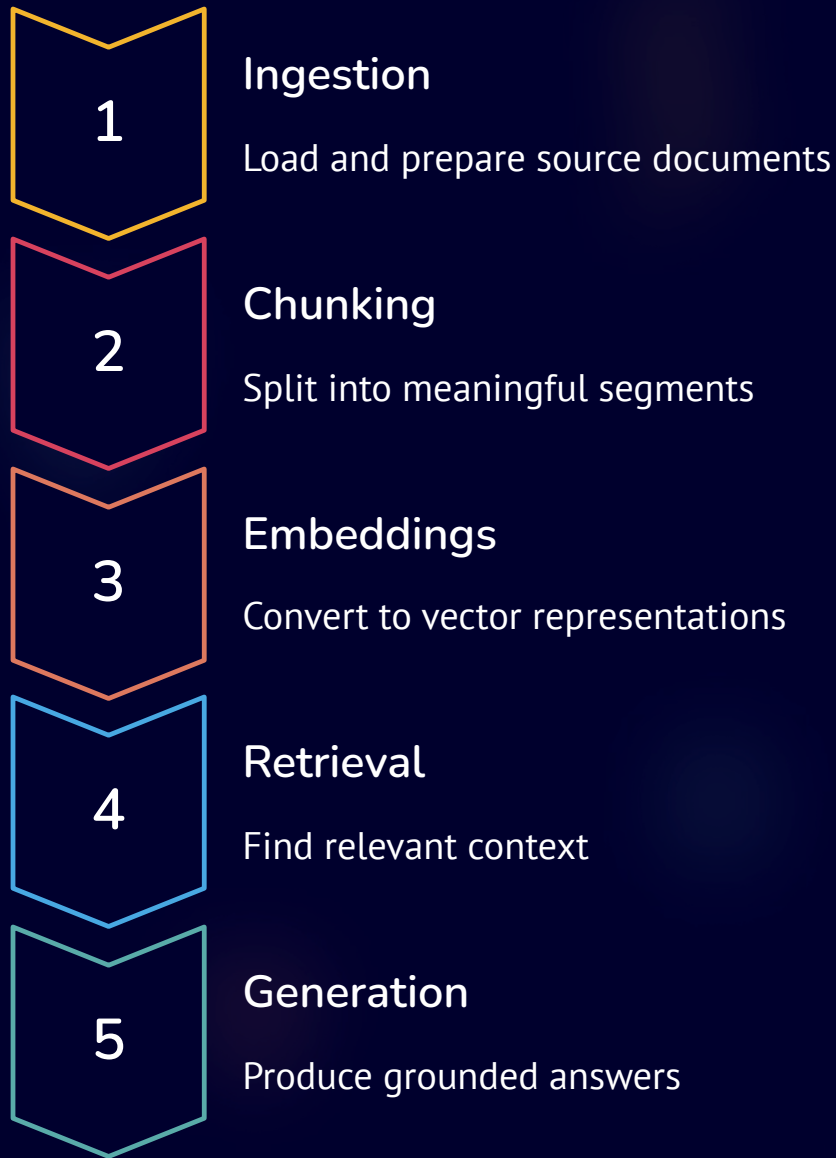 1
Ingestion
Load and prepare source documents
2
Chunking
Split into meaningful segments
3
Embeddings
Convert to vector representations
4
Retrieval
Find relevant context
5
Generation
Produce grounded answers